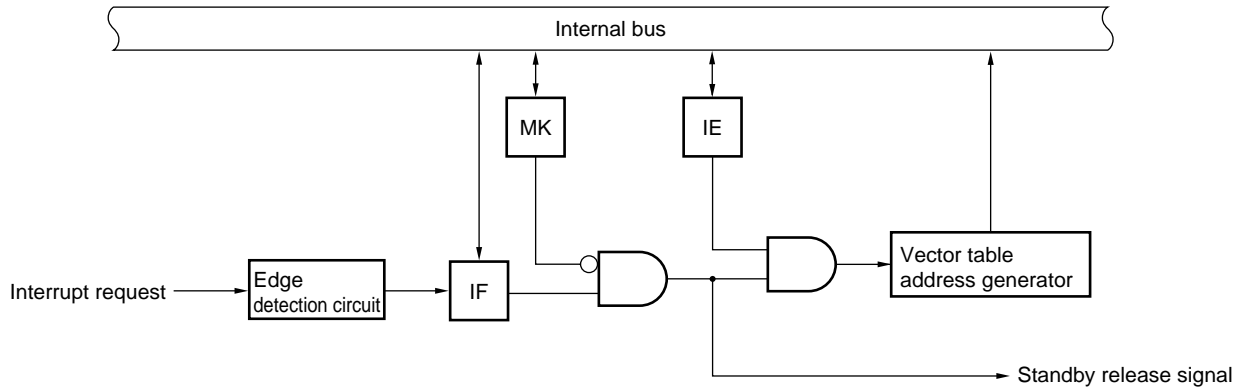 Internal bus
MK
IE
Interrupt request
Edge
detection circuit
IF
Vector table
address generator
Standby release signal